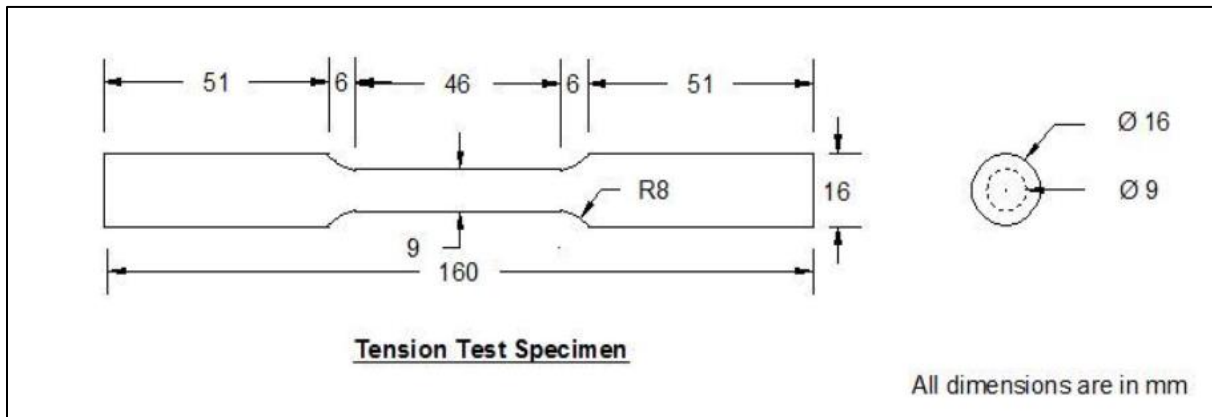 51 6 46 6 51
Ø 16
R8 16 Ø 9
9
160
Tension Test Specimen
All dimensions are in mm